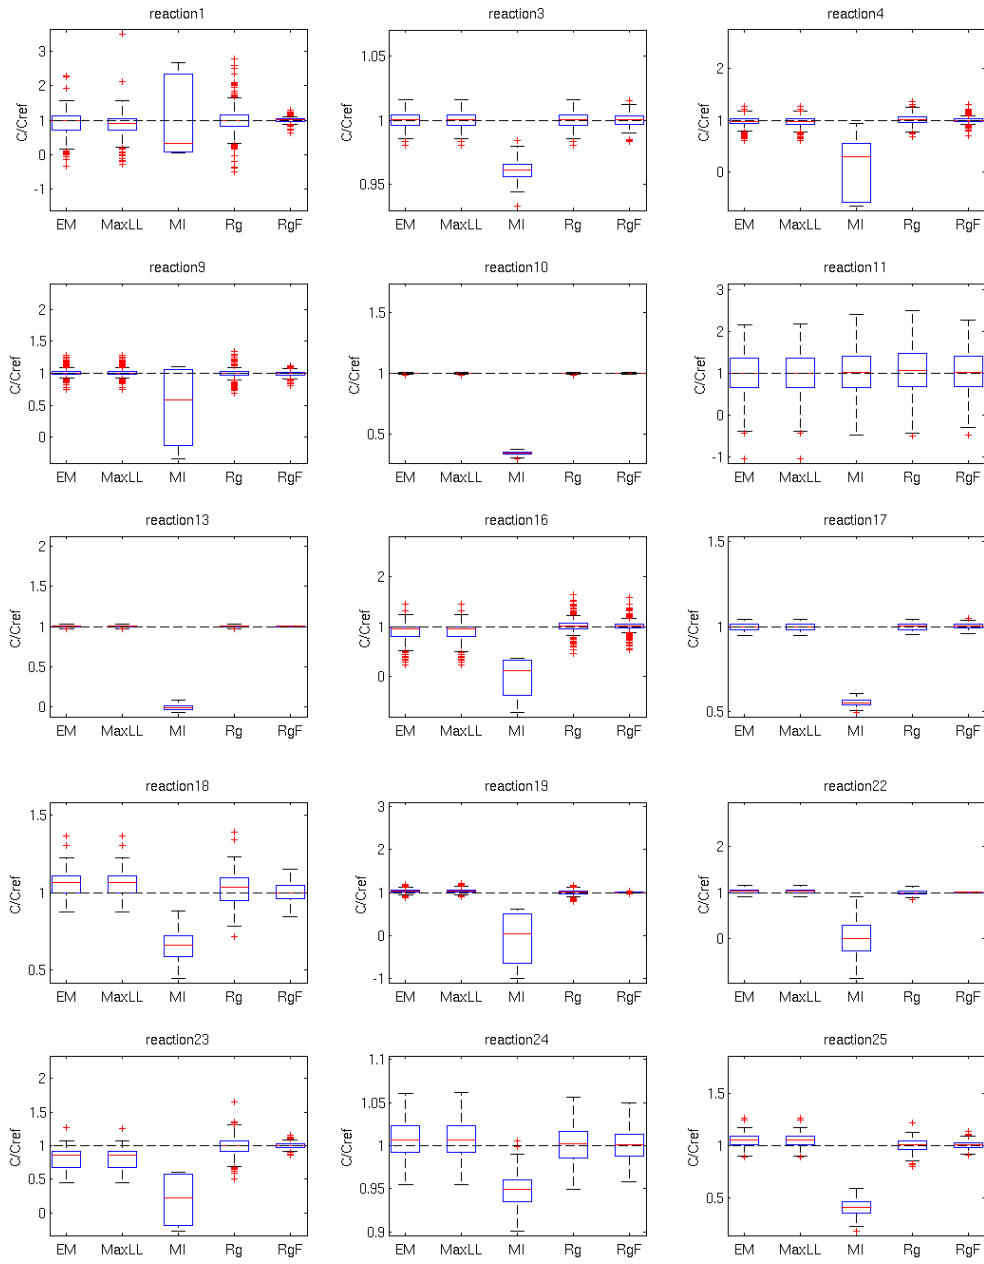 reaction1 reaction3 reaction4
3
2
1
0
-1
C/Cref
EM MaxLL MI Rg RgF
1.05
1
0.95
C/Cref
EM MaxLL MI Rg RgF
2
1
0
C/Cref
EM MaxLL MI Rg RgF
reaction9 reaction10 reaction11
2
1.5
1
0.5
0
C/Cref
EM MaxLL MI Rg RgF
1.5
1
0.5
C/Cref
EM MaxLL MI Rg RgF
3
2
1
0
-1
C/Cref
EM MaxLL MI Rg RgF
reaction13 reaction16 reaction17
2
1.5
1
0.5
0
C/Cref
EM MaxLL MI Rg RgF
2
1
0
C/Cref
EM MaxLL MI Rg RgF
1.5
1
0.5
C/Cref
EM MaxLL MI Rg RgF
reaction18 reaction19 reaction22
1.5
1
0.5
C/Cref
EM MaxLL MI Rg RgF
3
2
1
0
-1
C/Cref
EM MaxLL MI Rg RgF
2
1
0
C/Cref
EM MaxLL MI Rg RgF
reaction23 reaction24 reaction25
2
1.5
1
0.5
0
C/Cref
EM MaxLL MI Rg RgF
1.1
1.05
1
0.95
0.9
C/Cref
EM MaxLL MI Rg RgF
1.5
1
0.5
C/Cref
EM MaxLL MI Rg RgF